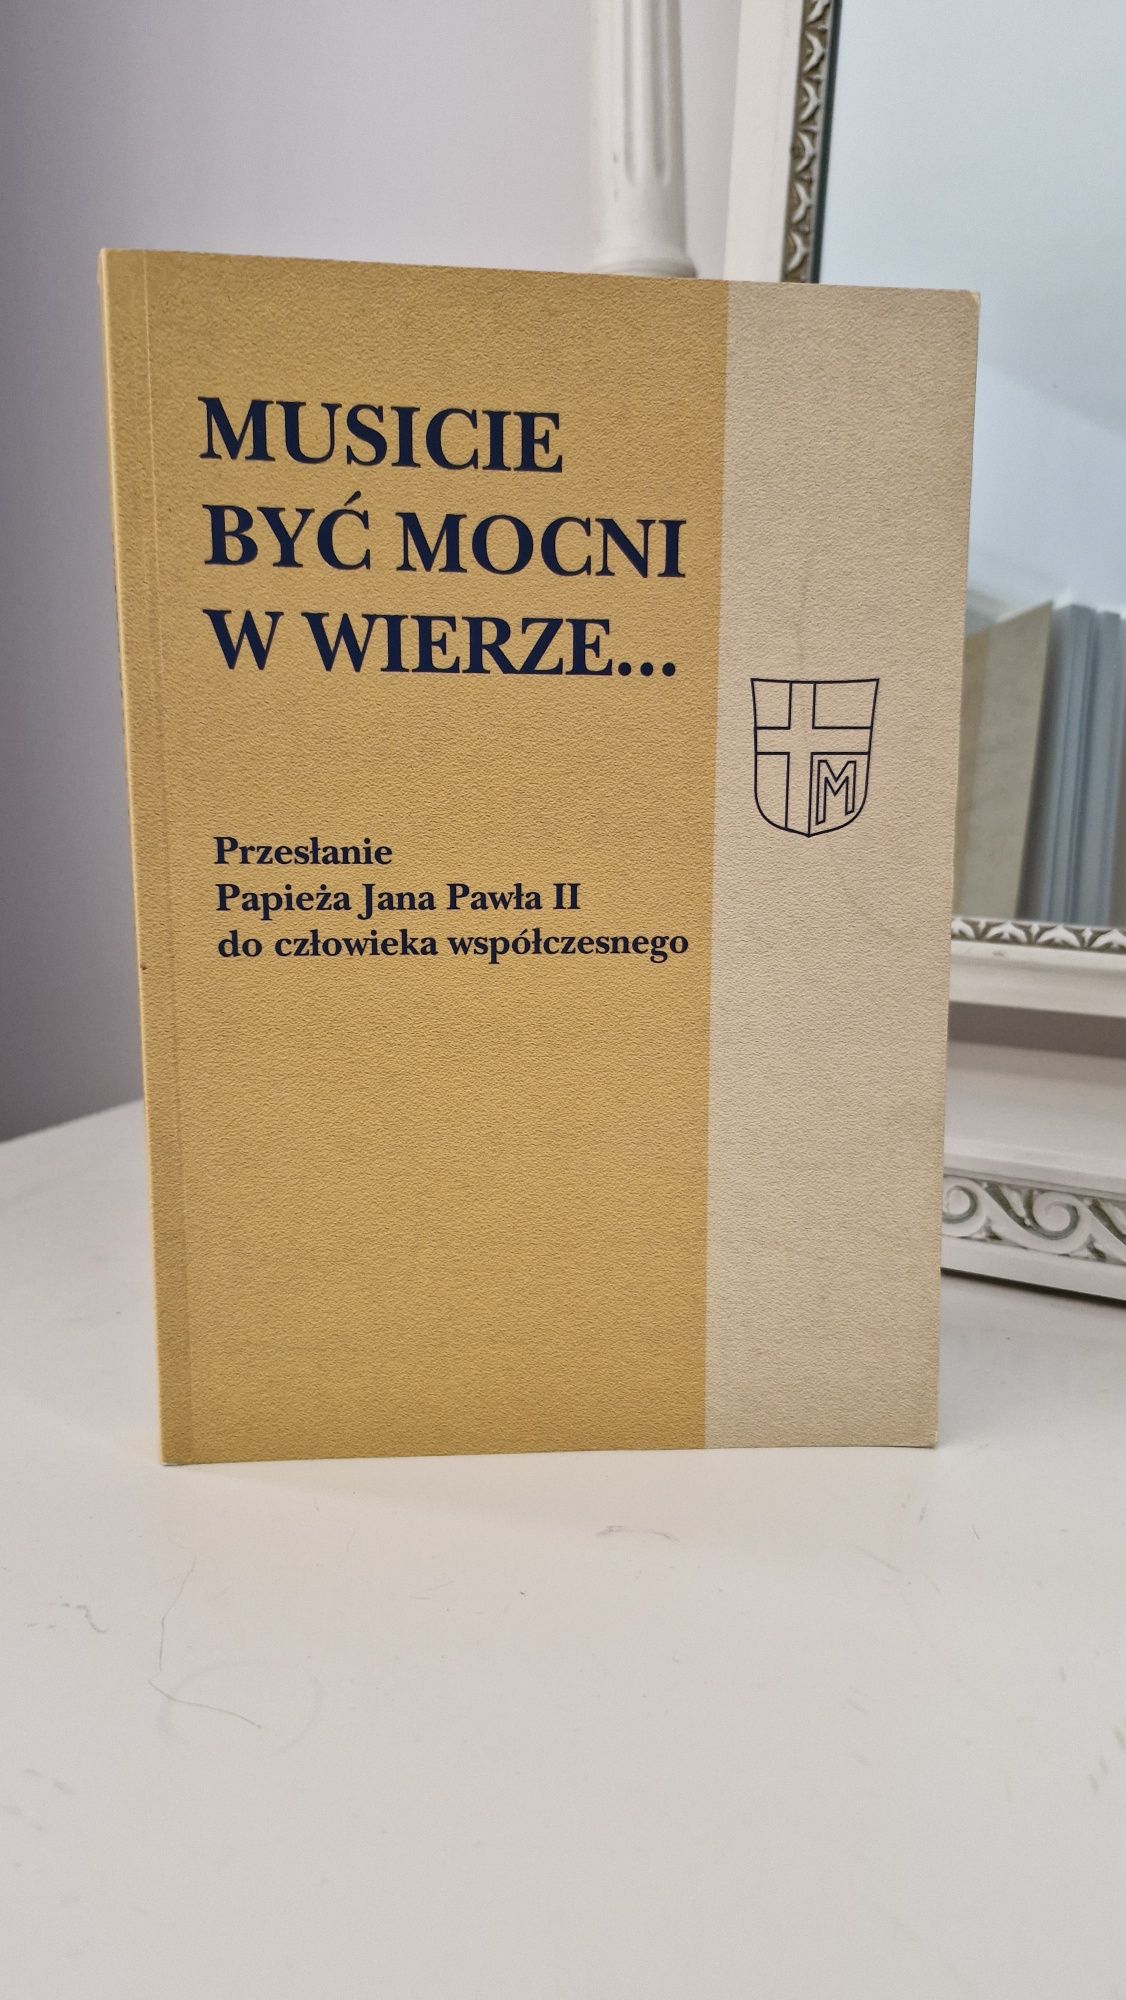 MUSICIE
BYĆ MOCNI
W WIERZE...
M
Przesłanie
Papieża Jana Pawła II
do człowieka współczesnego